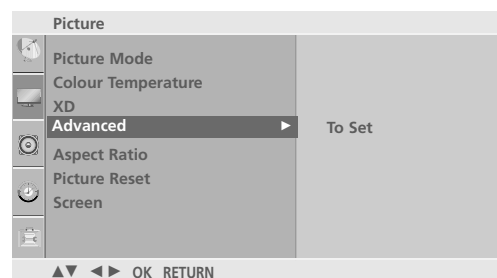 Picture
Picture Mode
Colour Temperature
XD
Advanced ► To Set
Aspect Ratio
Picture Reset
Screen
▲▼ ◄► OK RETURN